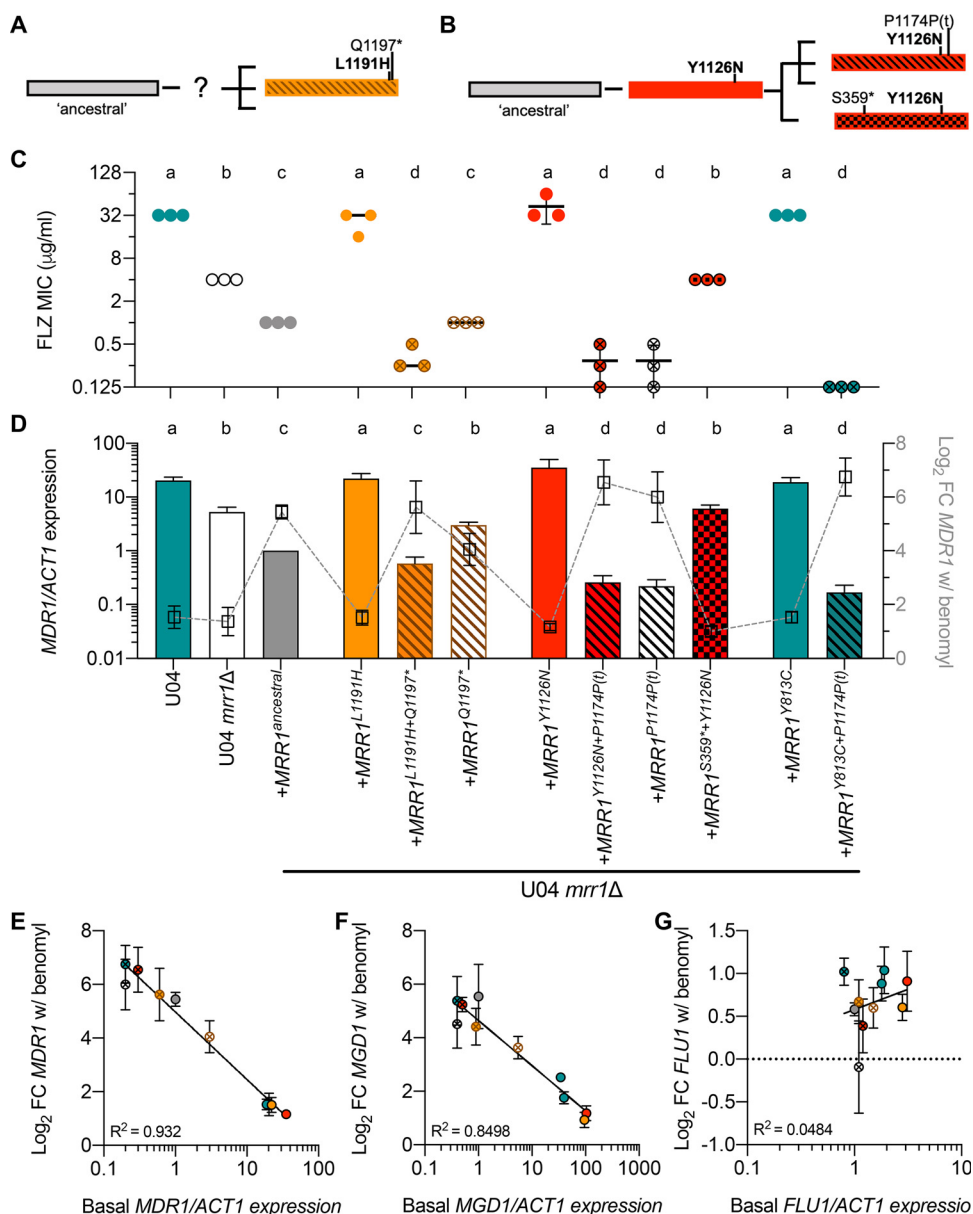 A
Q1197*
L1191H
?
'ancestral'
B
P1174P(t)
Y1126N
Y1126N
S359* Y1126N
'ancestral'
C
a b c a d c a d d b a d
FLZ MIC (µg/ml)
128
32
8
2
0.5
0.125
D
a b c a c b a d d b a d
MDR1/ACT1 expression
100
10
1
0.1
0.01
Log2 FC MDR1 w/ benomyl
8
6
4
2
0
U04
U04 mrr1Δ
+MRR1ancestral
+MRR1L1191H
+MRR1L1191H+Q1197*
+MRR1Q1197*
+MRR1Y1126N
+MRR1Y1126N+P1174P(t)
+MRR1P1174P(t)
+MRR1S359*+Y1126N
+MRR1Y813C
+MRR1Y813C+P1174P(t)
U04 mrr1Δ
E
Log2 FC MDR1 w/ benomyl
8
6
4
2
0
R2 = 0.932
0.1 1 10 100
Basal MDR1/ACT1 expression
F
Log2 FC MGD1 w/ benomyl
8
6
4
2
0
R2 = 0.8498
0.1 1 10 100 1000
Basal MGD1/ACT1 expression
G
Log2 FC FLU1 w/ benomyl
1.5
1.0
0.5
0.0
-0.5
-1.0
R2 = 0.0484
0.1 1 10
Basal FLU1/ACT1 expressio